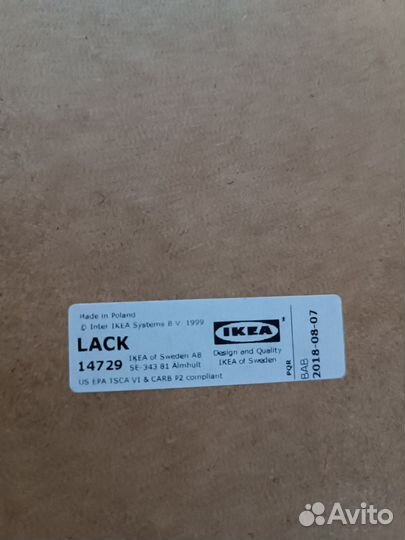 Made in Poland
© Inter IKEA Systems B.V. 1999
LACK
14729
IKEA of Sweden AB
SE-343 81 Älmhult
US EPA TSCA VI & CARB P2 compliant
IKEA
Design and Quality
IKEA of Sweden
PQR
BAB
2018-08-07
Avito